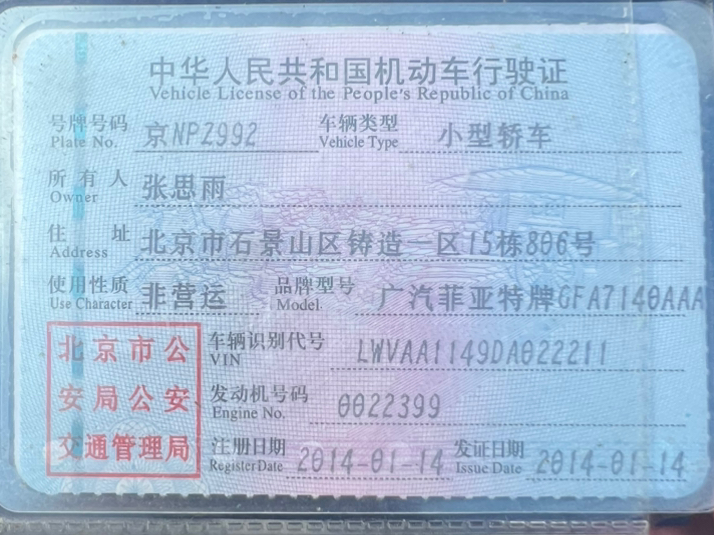 中华人民共和国机动车行驶证
Vehicle License of the People's Republic of China
号牌号码 京NPZ992 车辆类型 小型轿车
Plate No. Vehicle Type
所有人 张思雨
Owner
住址 北京市石景山区铸造一区15栋806号
Address
使用性质 非营运 品牌型号 广汽菲亚特牌GFA7140AAA
Use Character Model
北京市公安局公安交通管理局
车辆识别代号 LWVAA1149DA022211
VIN
发动机号码 0022399
Engine No.
注册日期 2014-01-14 发证日期 2014-01-14
Register Date Issue Date